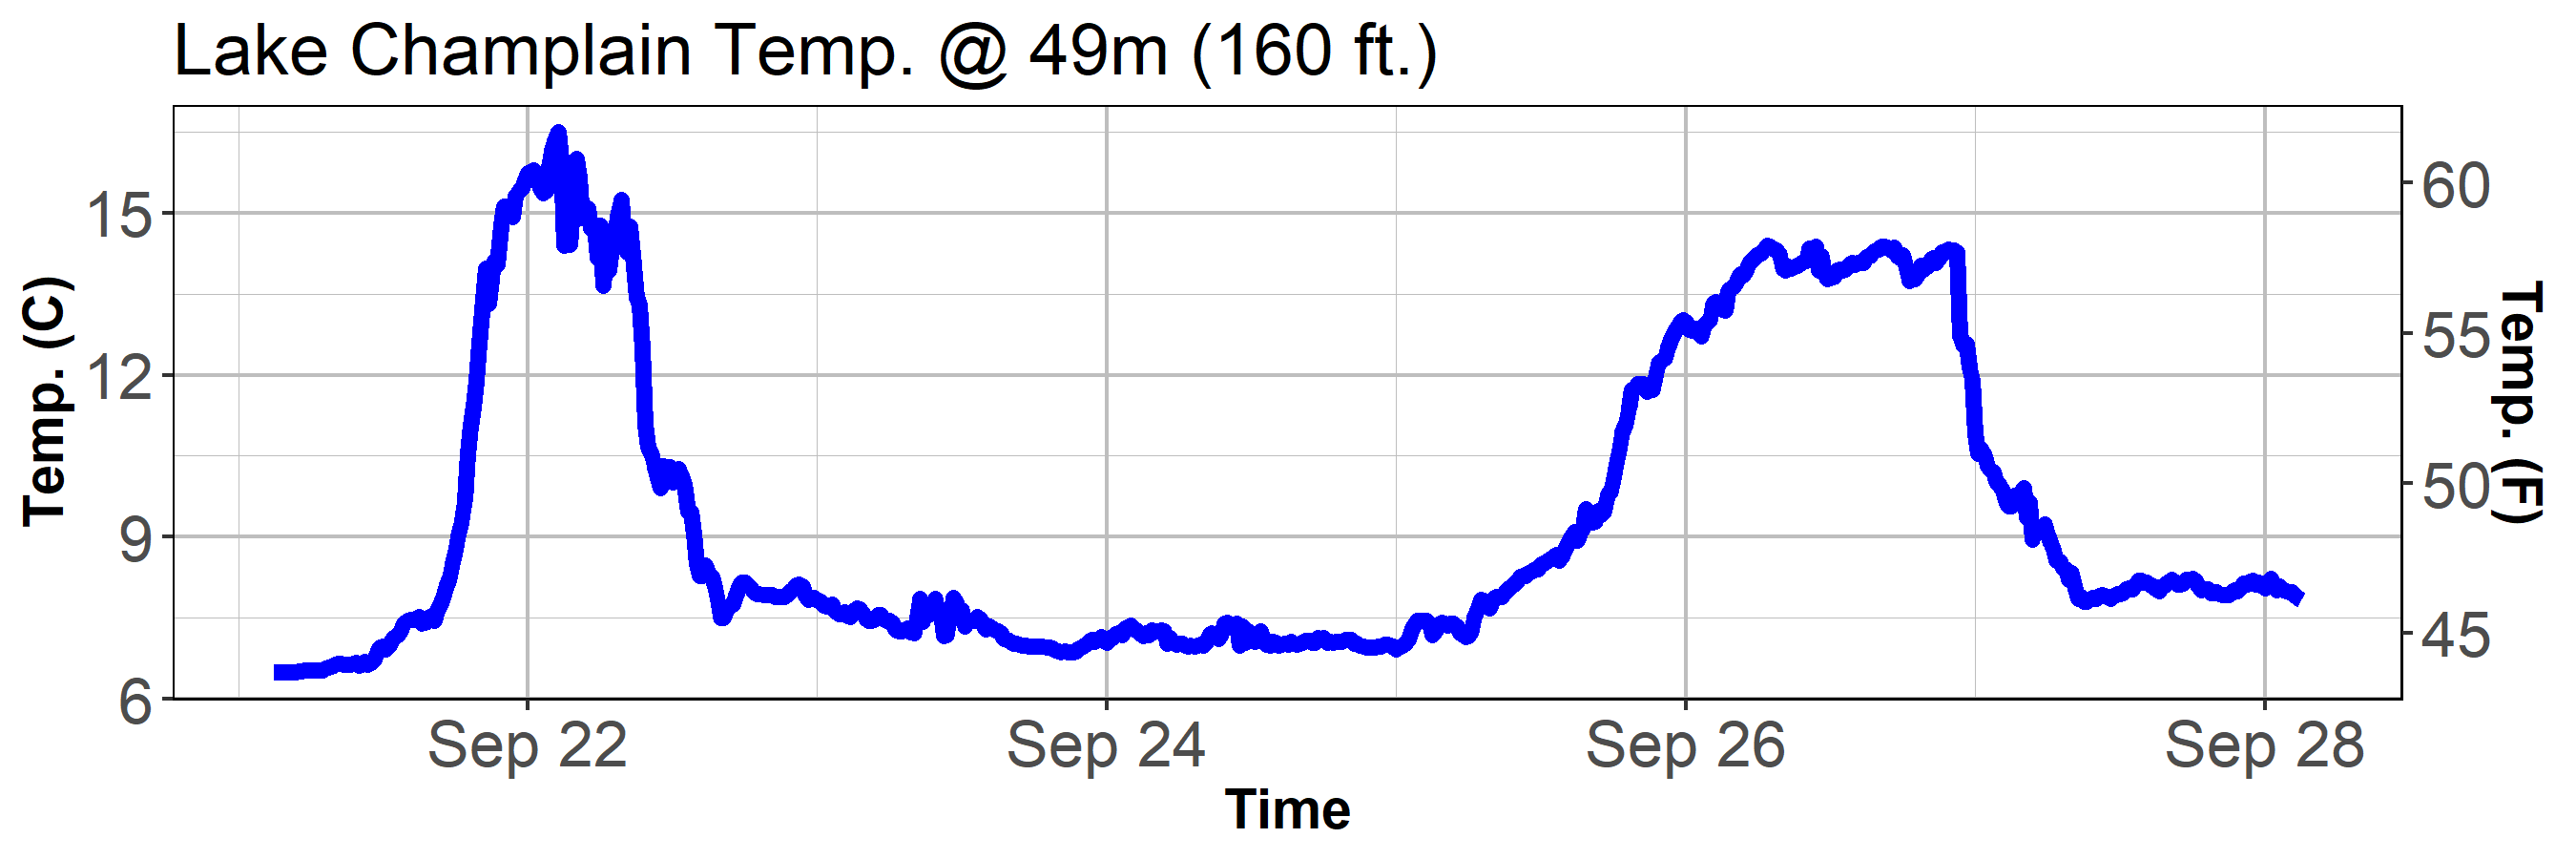 Lake Champlain Temp. @ 49m (160 ft.)
Temp. (C)
15
12
9
6
60
55
50
45
Temp. (F)
Sep 22
Sep 24
Sep 26
Sep 28
Time